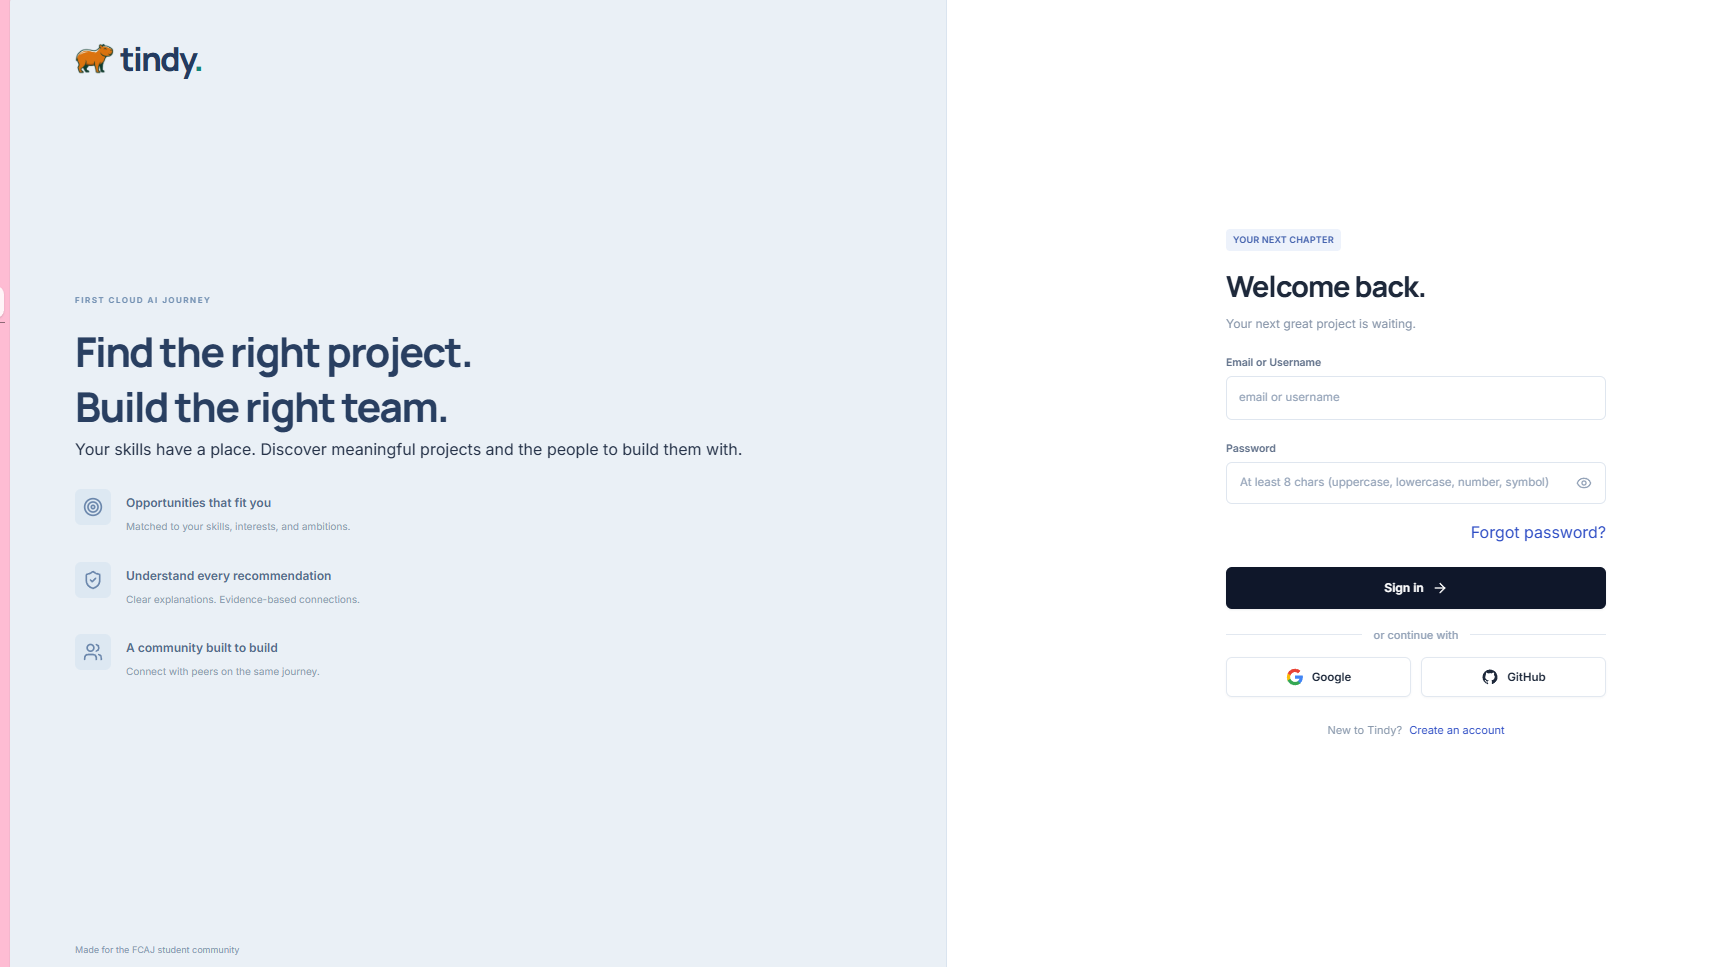 tindy.
FIRST CLOUD AI JOURNEY
Find the right project.
Build the right team.
Your skills have a place. Discover meaningful projects and the people to build them with.
Opportunities that fit you
Matched to your skills, interests, and ambitions.
Understand every recommendation
Clear explanations. Evidence-based connections.
A community built to build
Connect with peers on the same journey.
Made for the FCAJ student community
YOUR NEXT CHAPTER
Welcome back.
Your next great project is waiting.
Email or Username
email or username
Password
At least 8 chars (uppercase, lowercase, number, symbol)
Forgot password?
Sign in
or continue with
Google
GitHub
New to Tindy? Create an account